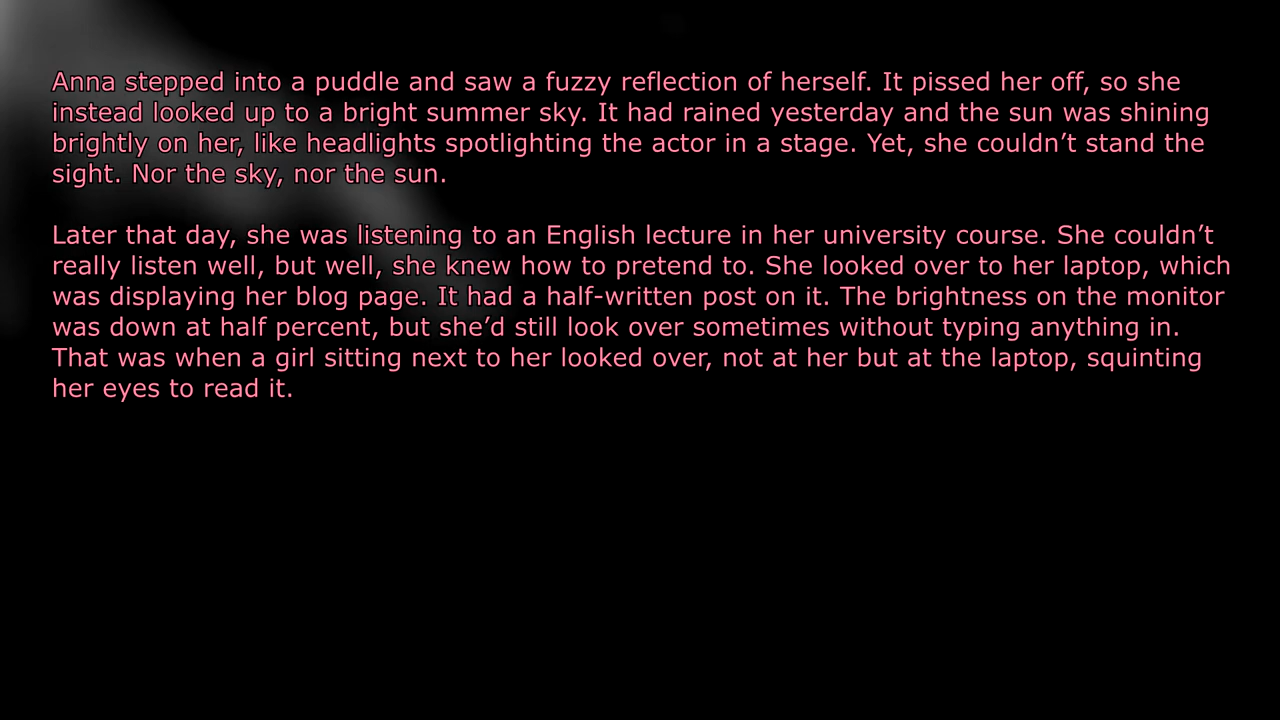 Anna stepped into a puddle and saw a fuzzy reflection of herself. It pissed her off, so she
instead looked up to a bright summer sky. It had rained yesterday and the sun was shining
brightly on her, like headlights spotlighting the actor in a stage. Yet, she couldn’t stand the
sight. Nor the sky, nor the sun.
Later that day, she was listening to an English lecture in her university course. She couldn’t
really listen well, but well, she knew how to pretend to. She looked over to her laptop, which
was displaying her blog page. It had a half-written post on it. The brightness on the monitor
was down at half percent, but she’d still look over sometimes without typing anything in.
That was when a girl sitting next to her looked over, not at her but at the laptop, squinting
her eyes to read it.